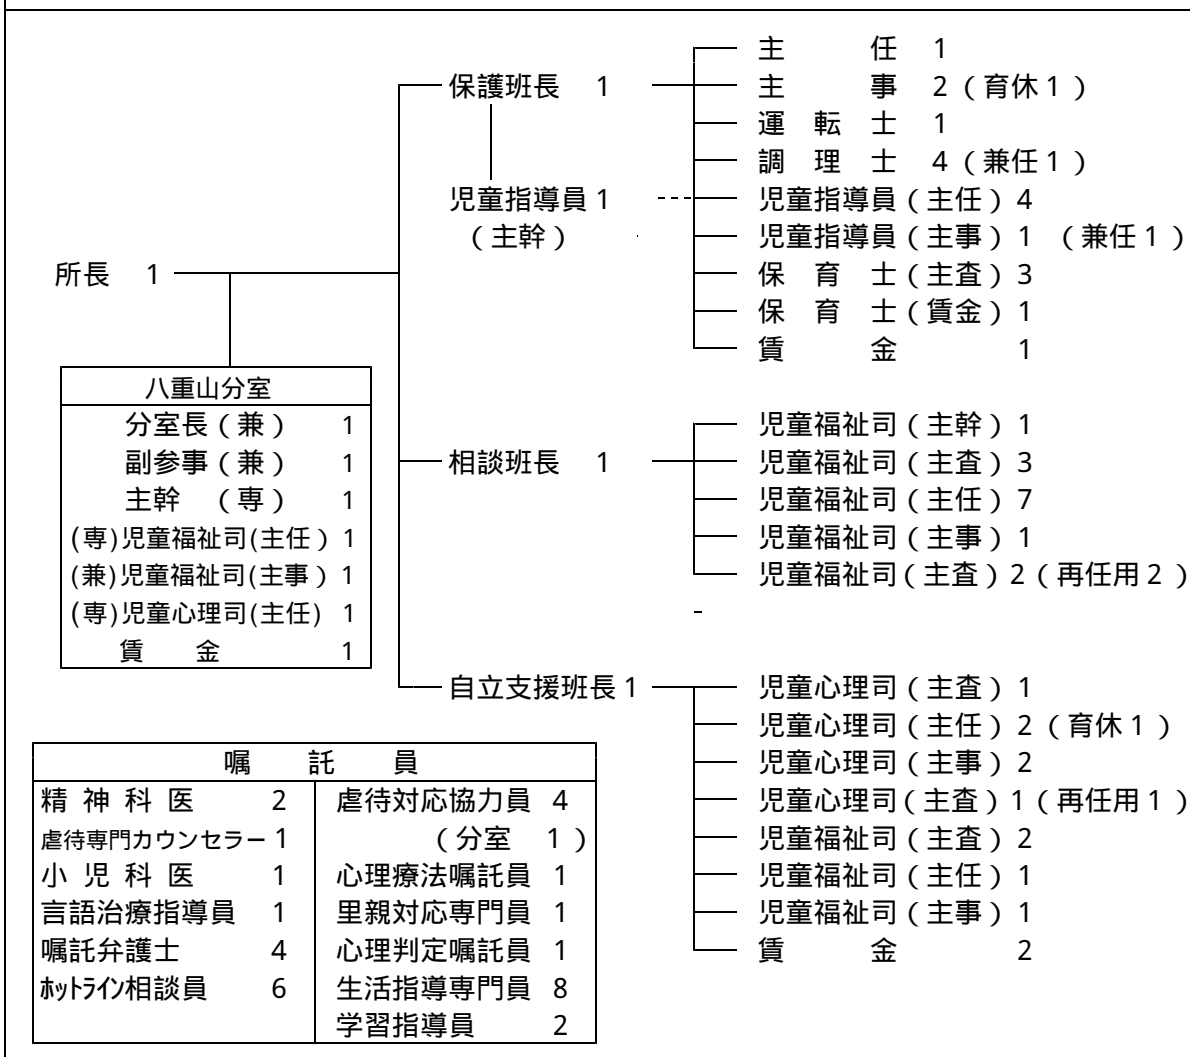 所長　1
八重山分室
分室長（兼）　1
副参事（兼）　1
主幹　（専）　1
(専)児童福祉司(主任）1
(兼)児童福祉司(主事）1
(専)児童心理司(主任)　1
賃　金　1
保護班長　1
児童指導員 1
（主幹）
主　任　1
主　事　2（育休1）
運　転　士　1
調　理　士　4（兼任1）
児童指導員（主任）4
児童指導員（主事）1　（兼任1）
保　育　士（主査）3
保　育　士（賃金）1
賃　金　1
相談班長　1
児童福祉司（主幹）1
児童福祉司（主査）3
児童福祉司（主任）7
児童福祉司（主事）1
児童福祉司（主査）2（再任用2）
自立支援班長 1
児童心理司（主査）1
児童心理司（主任）2（育休1）
児童心理司（主事）2
児童心理司（主査）1（再任用1）
児童福祉司（主査）2
児童福祉司（主任）1
児童福祉司（主事）1
賃　金　2
嘱　託　員
精神科医　2
虐待専門カウンセラー 1
小児科医　1
言語治療指導員　1
嘱託弁護士　4
ﾎｯﾄﾗｲﾝ相談員　6
虐待対応協力員　4
（分室　1）
心理療法嘱託員　1
里親対応専門員　1
心理判定嘱託員　1
生活指導専門員　8
学習指導員　2